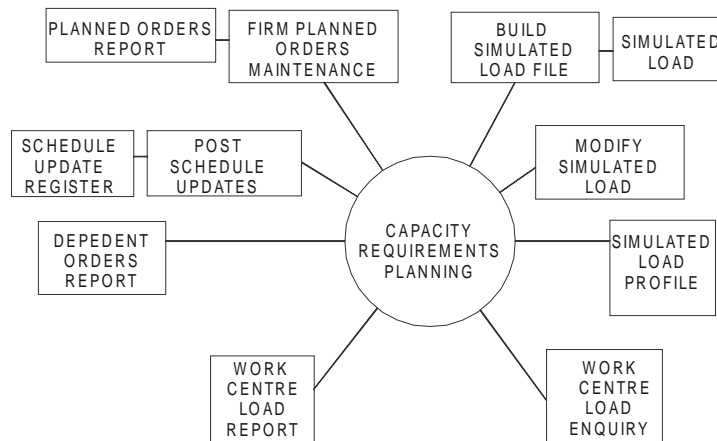 PLANNED ORDERS
REPORT
FIRM PLANNED
ORDERS
MAINTENANCE
BUILD
SIMULATED
LOAD FILE
SIMULATED
LOAD
SCHEDULE
UPDATE
REGISTER
POST
SCHEDULE
UPDATES
MODIFY
SIMULATED
LOAD
CAPACITY
REQUIREMENTS
PLANNING
DEPEDENT
ORDERS
REPORT
SIMULATED
LOAD
PROFILE
WORK
CENTRE
LOAD
REPORT
WORK
CENTRE
LOAD
ENQUIRY